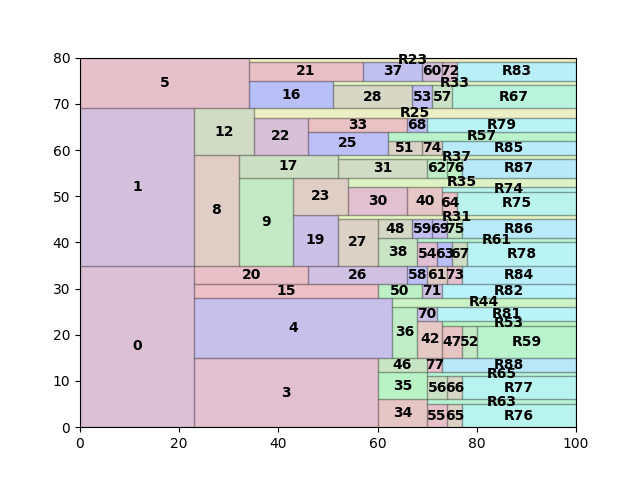 80
70
60
50
40
30
20
10
0
R23
5 21 37 60 72 R83
R33
16 28 53 57 R67
R25
12 22 33 68 R79
R57
25 51 74 R85
R37
17 31 62 76 R87
R35
R74
1 8 9 23 30 40 64 R75
R31
19 27 48 59 69 75 R86
R61
38 54 63 67 R78
20 26 58 61 73 R84
15 50 71 R82
R44
4 70 R81
R53
0 36 42 47 52 R59
46 77 R88
R65
3 35 56 66 R77
R63
34 55 65 R76
0 20 40 60 80 100